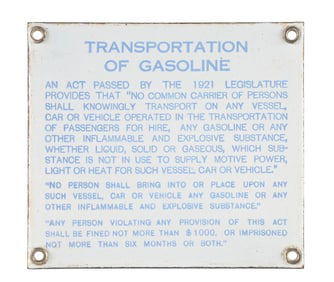 TRANSPORTATION
OF GASOLINE
AN ACT PASSED BY THE 1921 LEGISLATURE
PROVIDES THAT "NO COMMON CARRIER OF PERSONS
SHALL KNOWINGLY TRANSPORT ON ANY VESSEL,
CAR OR VEHICLE OPERATED IN THE TRANSPORTATION
OF PASSENGERS FOR HIRE, ANY GASOLINE OR ANY
OTHER INFLAMMABLE AND EXPLOSIVE SUBSTANCE,
WHETHER LIQUID, SOLID OR GASEOUS, WHICH SUB-
STANCE IS NOT IN USE TO SUPPLY MOTIVE POWER,
LIGHT OR HEAT FOR SUCH VESSEL, CAR OR VEHICLE."
"NO PERSON SHALL BRING INTO OR PLACE UPON ANY
SUCH VESSEL, CAR OR VEHICLE ANY GASOLINE OR ANY
OTHER INFLAMMABLE AND EXPLOSIVE SUBSTANCE."
"ANY PERSON VIOLATING ANY PROVISION OF THIS ACT
SHALL BE FINED NOT MORE THAN $1000, OR IMPRISONED
NOT MORE THAN SIX MONTHS OR BOTH."